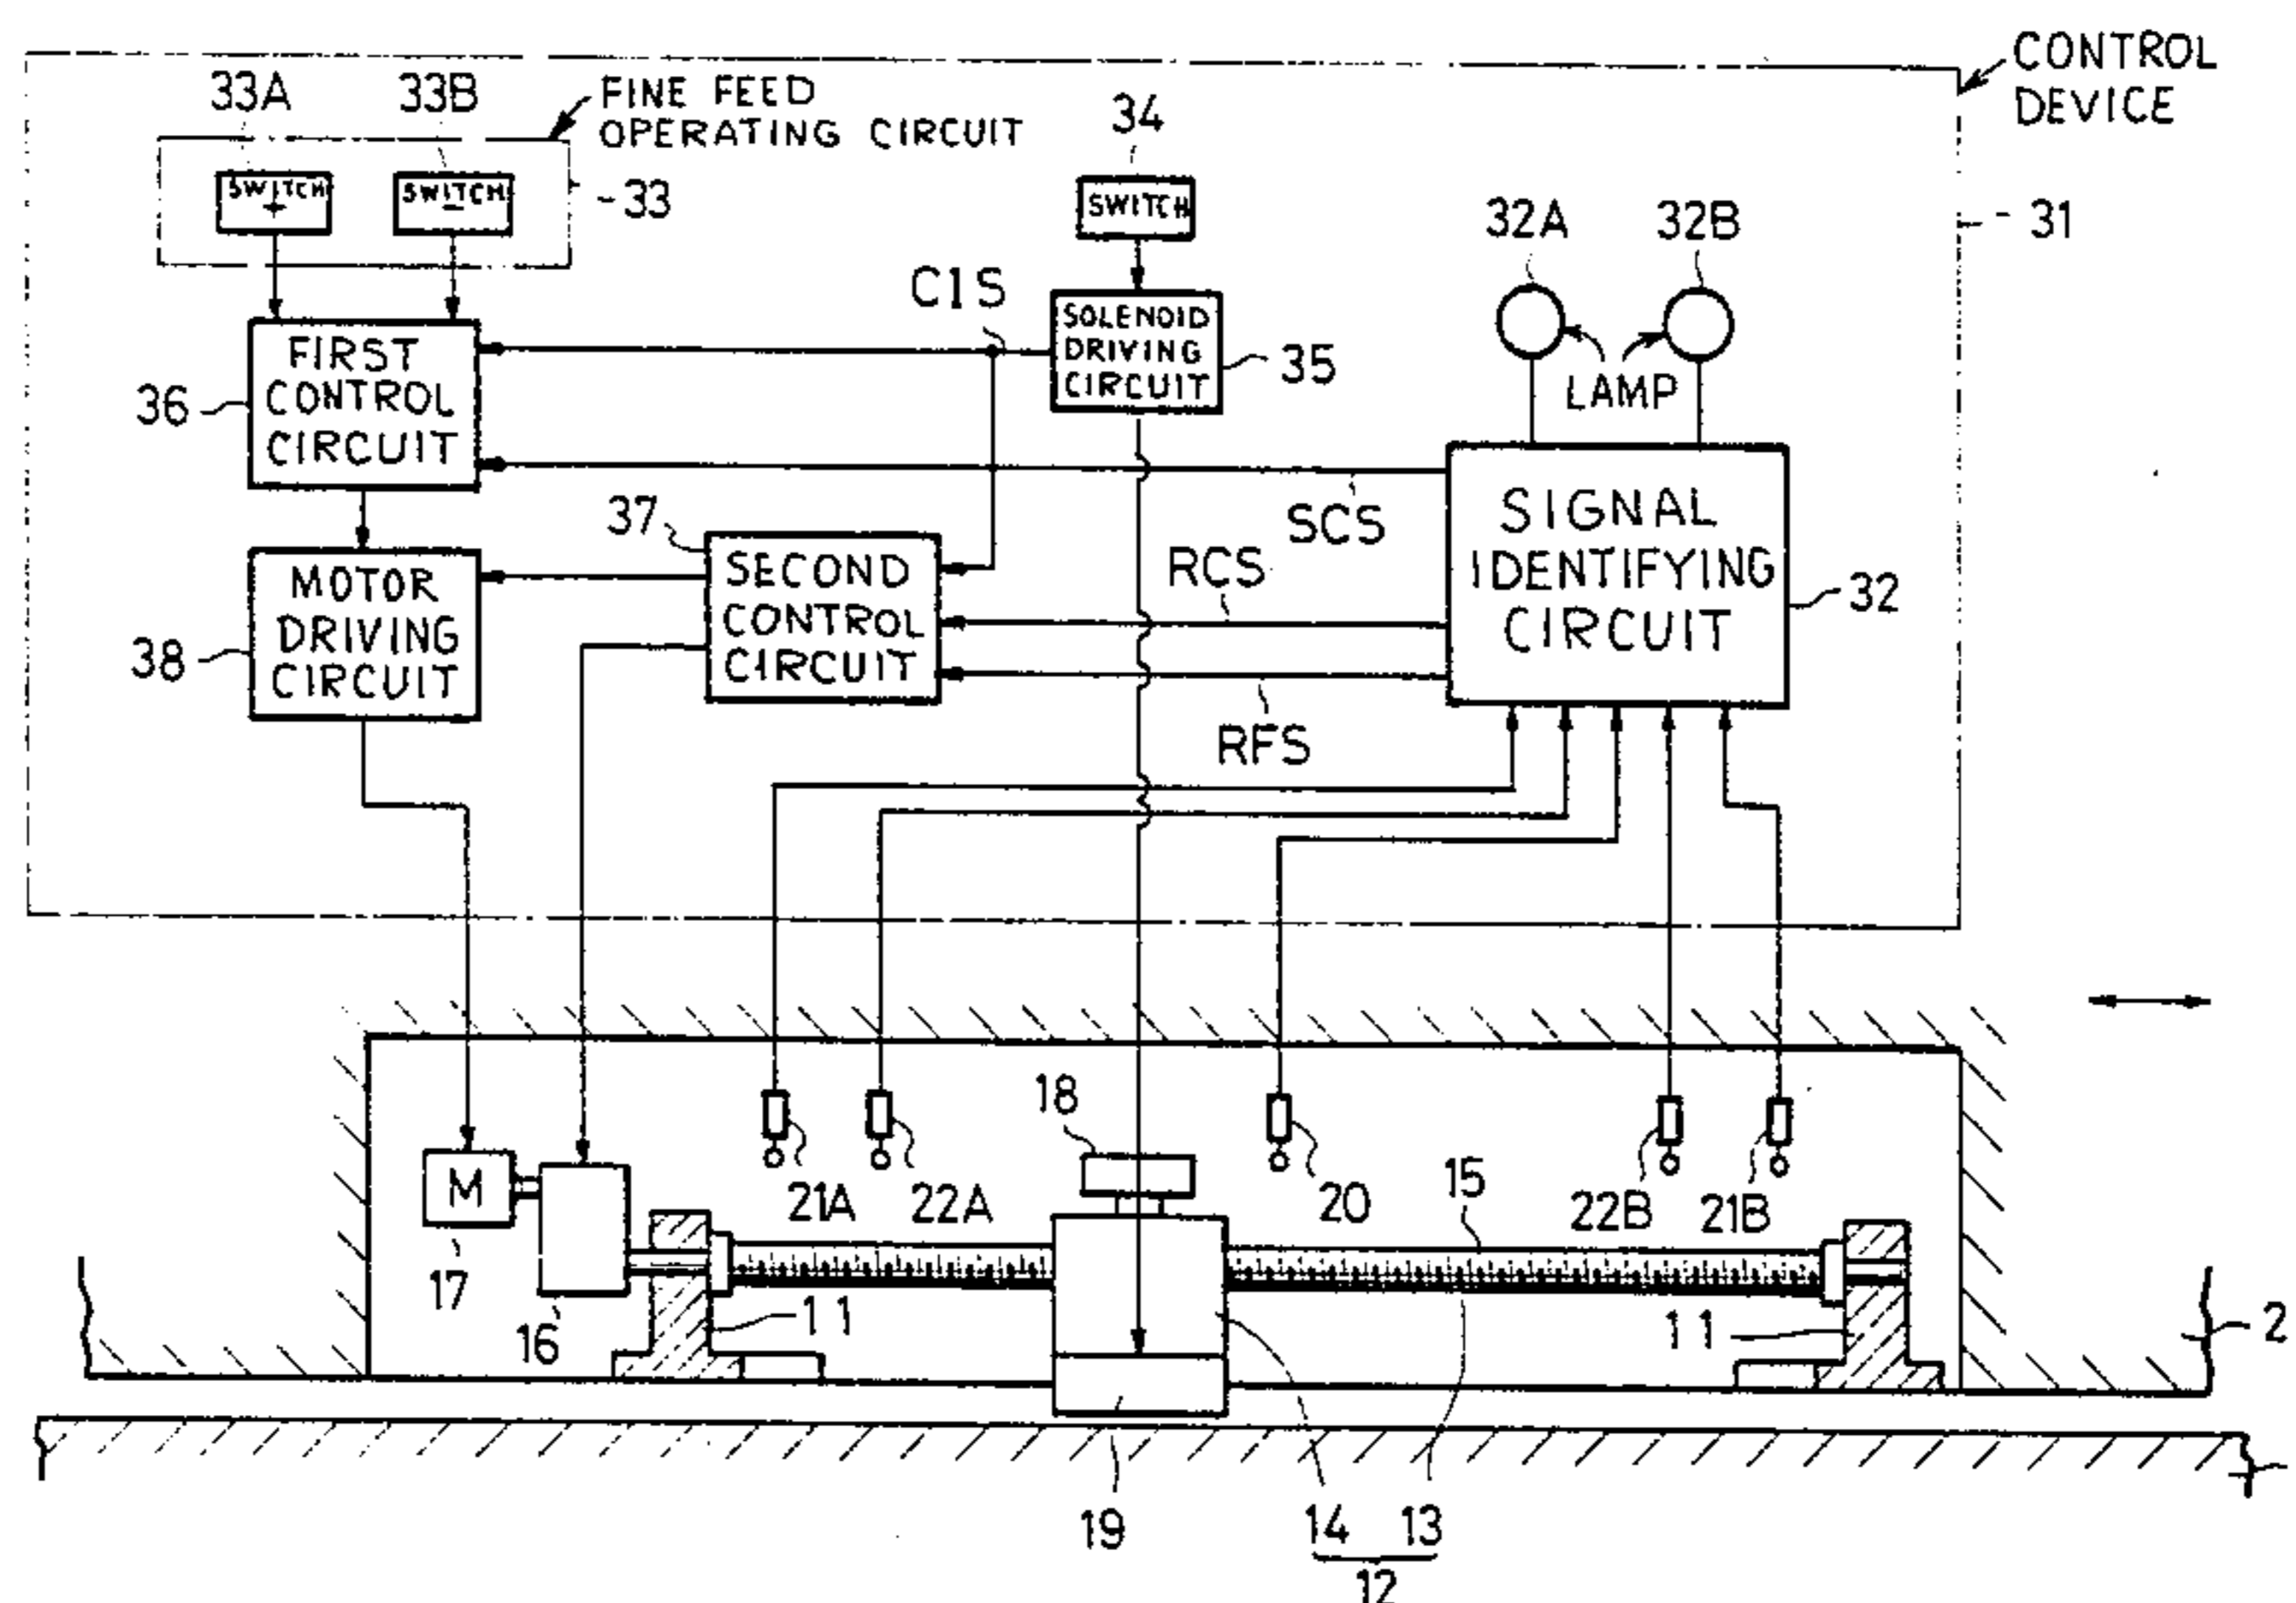 CONTROL
DEVICE
33A
33B
FINE FEED
OPERATING CIRCUIT
34
SWITCH
+
SWITCH
-
33
SWITCH
32A
32B
31
C1S
SOLENOID
DRIVING
CIRCUIT
35
LAMP
FIRST
CONTROL
CIRCUIT
36
SCS
SIGNAL
IDENTIFYING
CIRCUIT
32
37
SECOND
CONTROL
CIRCUIT
RCS
RFS
MOTOR
DRIVING
CIRCUIT
38
18
M
21A
22A
20
15
22B
21B
17
16
11
11
2
19
14
13
12